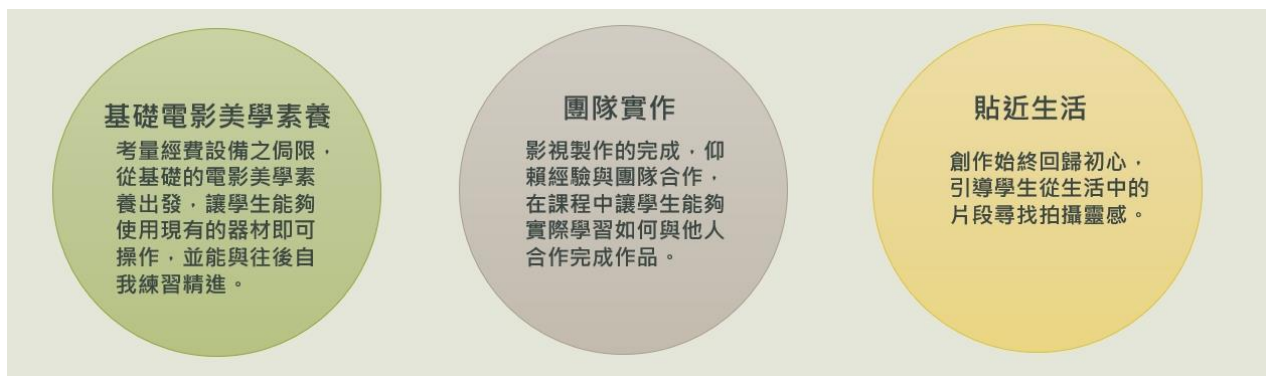 基礎電影美學素養
考量經費設備之侷限，
從基礎的電影美學素
養出發，讓學生能夠
使用現有的器材即可
操作，並能與往後自
我練習精進。
團隊實作
影視製作的完成，仰
賴經驗與團隊合作，
在課程中讓學生能夠
實際學習如何與他人
合作完成作品。
貼近生活
創作始終回歸初心，
引導學生從生活中的
片段尋找拍攝靈感。